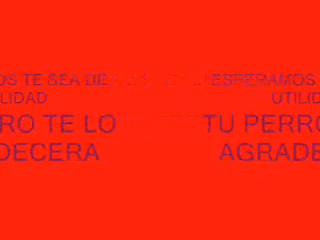 OS TE SEA DE ESPERAMOS
LIDAD UTILID
RO TE LO TU PERRO
DECERA AGRADE